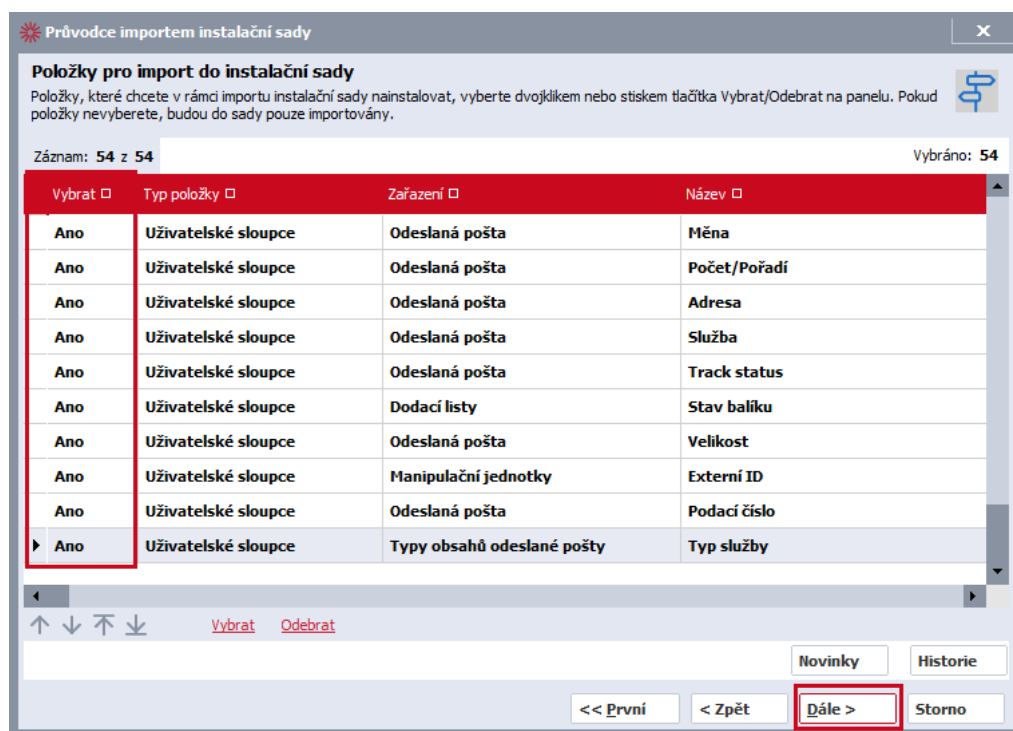 Průvodce importem instalační sady
Položky pro import do instalační sady
Položky, které chcete v rámci importu instalační sady nainstalovat, vyberte dvojklikem nebo stiskem tlačítka Vybrat/Odebrat na panelu. Pokud
položky nevyberete, budou do sady pouze importovány.
Záznam: 54 z 54 Vybráno: 54
Vybrat Typ položky Zařazení Název
Ano Uživatelské sloupce Odeslaná pošta Měna
Ano Uživatelské sloupce Odeslaná pošta Počet/Pořadí
Ano Uživatelské sloupce Odeslaná pošta Adresa
Ano Uživatelské sloupce Odeslaná pošta Služba
Ano Uživatelské sloupce Odeslaná pošta Track status
Ano Uživatelské sloupce Dodací listy Stav balíku
Ano Uživatelské sloupce Odeslaná pošta Velikost
Ano Uživatelské sloupce Manipulační jednotky Externí ID
Ano Uživatelské sloupce Odeslaná pošta Podací číslo
Ano Uživatelské sloupce Typy obsahů odeslané pošty Typ služby
Vybrat Odebrat
Novinky Historie
<< První < Zpět Dále > Storno